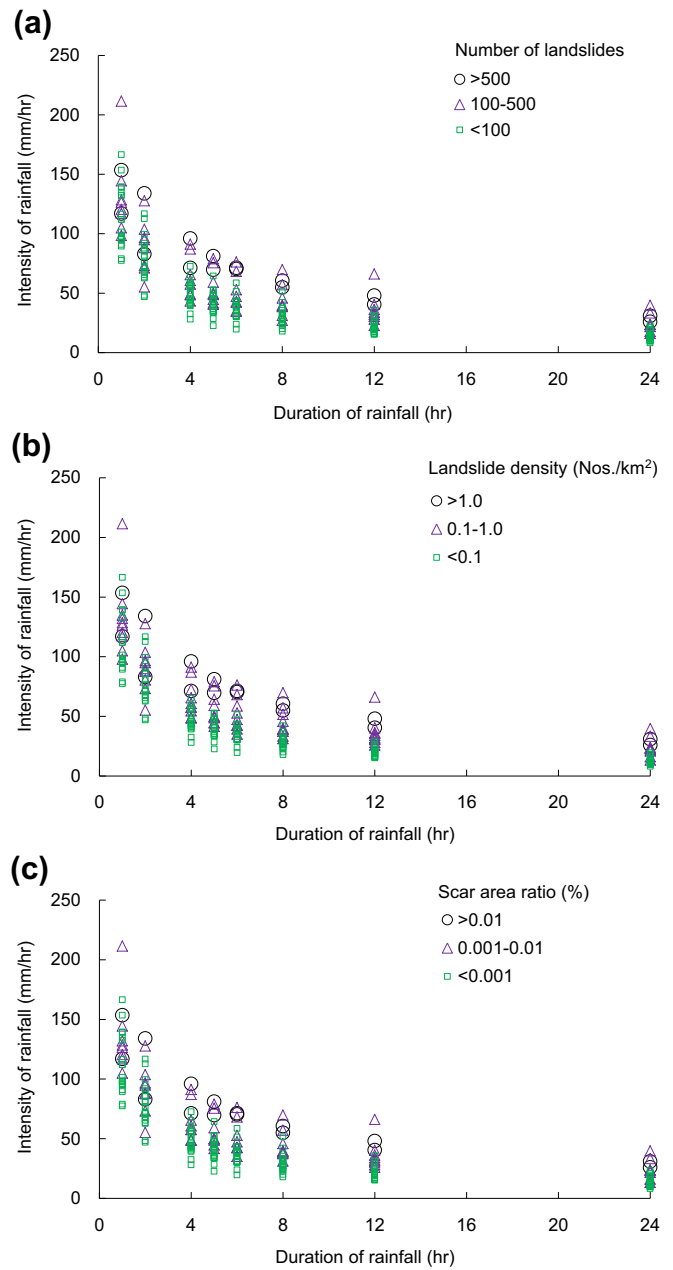 (a)
Number of landslides
>500
100-500
<100
Intensity of rainfall (mm/hr)
250
200
150
100
50
0
0 4 8 12 16 20 24
Duration of rainfall (hr)
(b)
Landslide density (Nos./km²)
>1.0
0.1-1.0
<0.1
Intensity of rainfall (mm/hr)
250
200
150
100
50
0
0 4 8 12 16 20 24
Duration of rainfall (hr)
(c)
Scar area ratio (%)
>0.01
0.001-0.01
<0.001
Intensity of rainfall (mm/hr)
250
200
150
100
50
0
0 4 8 12 16 20 24
Duration of rainfall (hr)